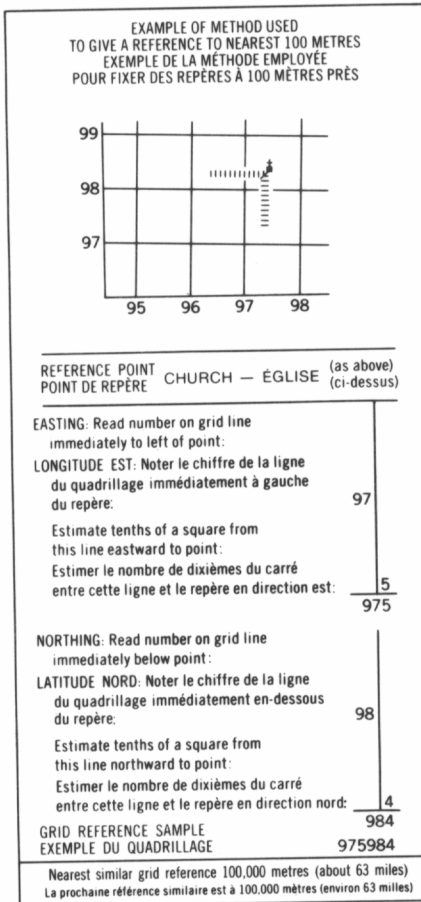 EXAMPLE OF METHOD USED
TO GIVE A REFERENCE TO NEAREST 100 METRES
EXEMPLE DE LA MÉTHODE EMPLOYÉE
POUR FIXER DES REPÈRES À 100 MÈTRES PRÈS
99
98
97
95 96 97 98
REFERENCE POINT
POINT DE REPÈRE
CHURCH — ÉGLISE
(as above)
(ci-dessus)
EASTING: Read number on grid line
immediately to left of point:
LONGITUDE EST: Noter le chiffre de la ligne
du quadrillage immédiatement à gauche
du repère: 97
Estimate tenths of a square from
this line eastward to point:
Estimer le nombre de dixièmes du carré
entre cette ligne et le repère en direction est: 5
975
NORTHING: Read number on grid line
immediately below point:
LATITUDE NORD: Noter le chiffre de la ligne
du quadrillage immédiatement en-dessous
du repère: 98
Estimate tenths of a square from
this line northward to point:
Estimer le nombre de dixièmes du carré
entre cette ligne et le repère en direction nord: 4
984
GRID REFERENCE SAMPLE
EXEMPLE DU QUADRILLAGE 975984
Nearest similar grid reference 100,000 metres (about 63 miles)
La prochaine référence similaire est à 100,000 mètres (environ 63 milles)